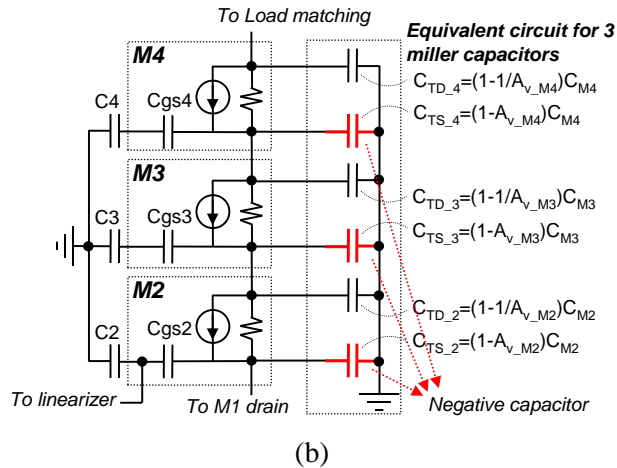 To Load matching
Equivalent circuit for 3
miller capacitors
M4
C4
Cgs4
C_TD_4=(1-1/A_v_M4)C_M4
C_TS_4=(1-A_v_M4)C_M4
M3
C3
Cgs3
C_TD_3=(1-1/A_v_M3)C_M3
C_TS_3=(1-A_v_M3)C_M3
M2
C2
Cgs2
C_TD_2=(1-1/A_v_M2)C_M2
C_TS_2=(1-A_v_M2)C_M2
To linearizer
To M1 drain
Negative capacitor
(b)